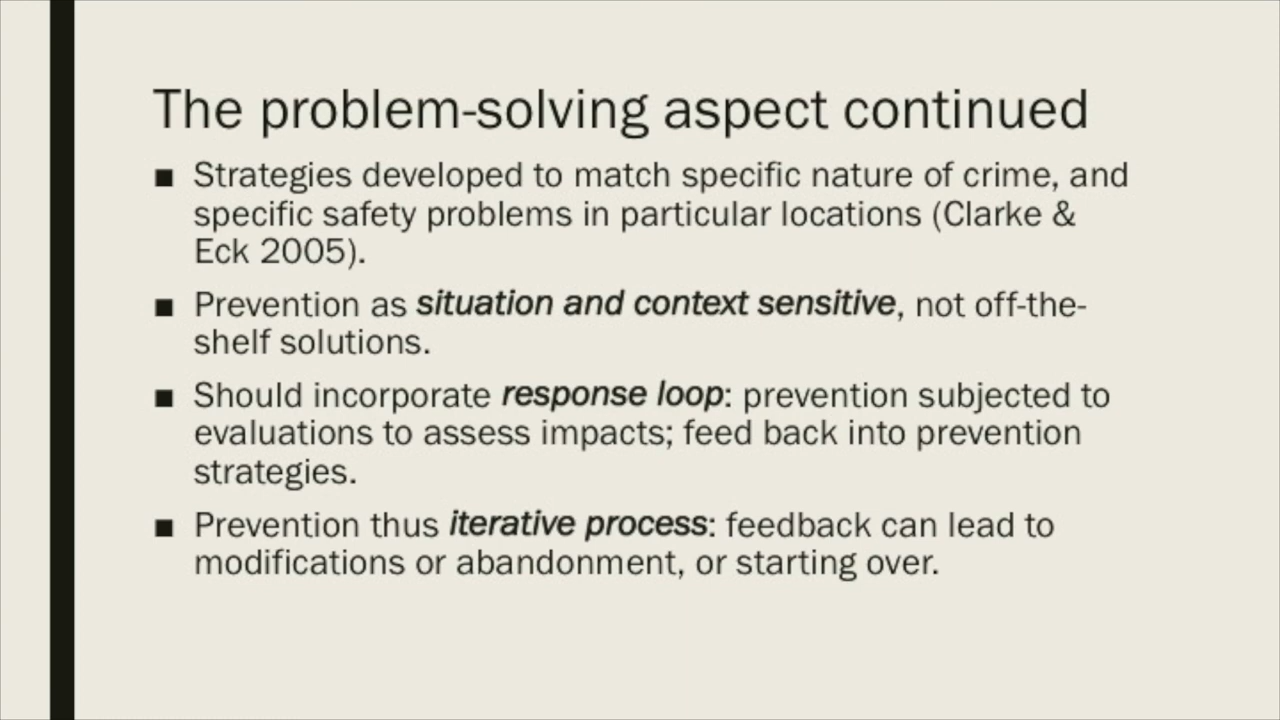 The problem-solving aspect continued
▪ Strategies developed to match specific nature of crime, and
specific safety problems in particular locations (Clarke &
Eck 2005).
▪ Prevention as situation and context sensitive, not off-the-
shelf solutions.
▪ Should incorporate response loop: prevention subjected to
evaluations to assess impacts; feed back into prevention
strategies.
▪ Prevention thus iterative process: feedback can lead to
modifications or abandonment, or starting over.